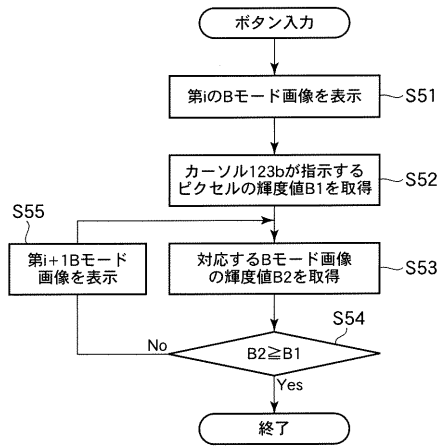 ボタン入力
第iのBモード画像を表示
S51
カーソル123bが指示する
ピクセルの輝度値B1を取得
S52
S55
第i+1Bモード
画像を表示
対応するBモード画像
の輝度値B2を取得
S53
S54
B2≧B1
No
Yes
終了